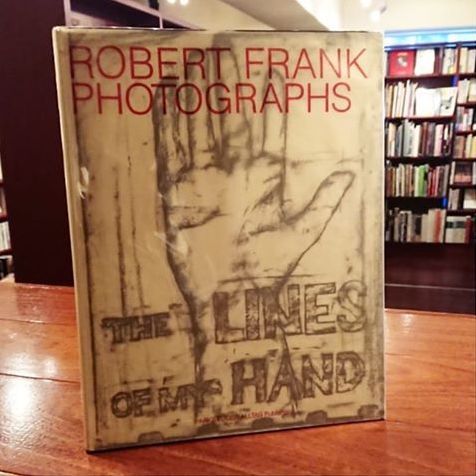 ROBERT FRANK
PHOTOGRAPHS
THE LINES
OF MY HAND